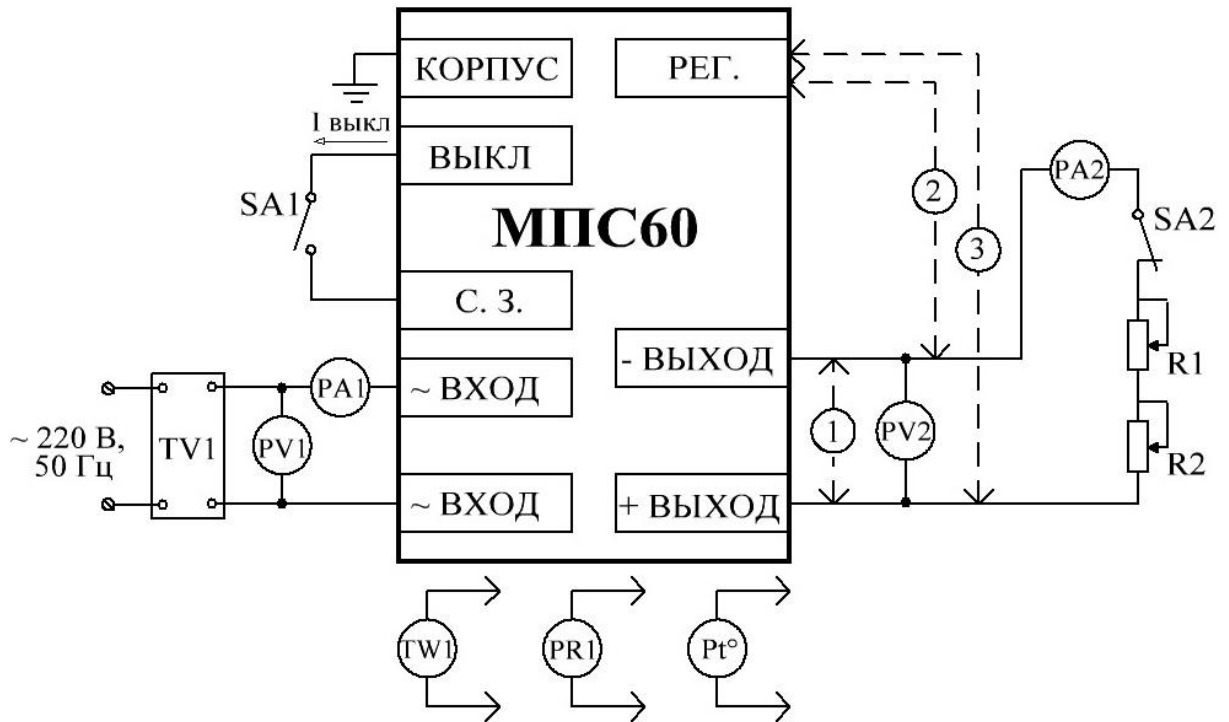 КОРПУС
РЕГ.
I выкл
ВЫКЛ
SA1
МПС60
2
PA2
SA2
3
С. З.
- ВЫХОД
R1
~ ВХОД
PA1
~ 220 В,
50 Гц
TV1
PV1
1
PV2
R2
~ ВХОД
+ ВЫХОД
TW1
PR1
Pt°